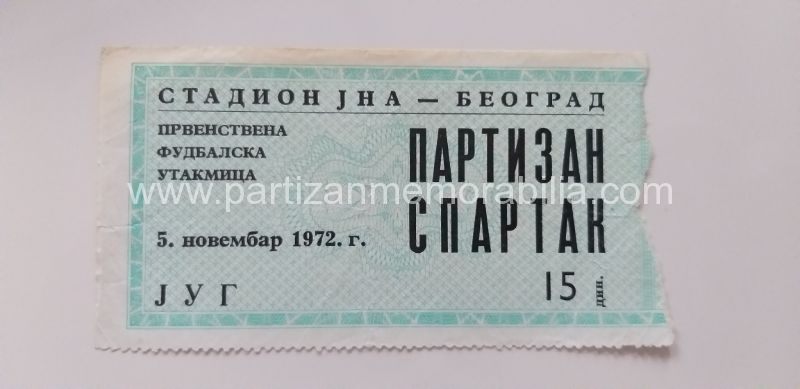 СТАДИОН ЈНА — БЕОГРАД
ПРВЕНСТВЕНА
ФУДБАЛСКА
УТАКМИЦА
ПАРТИЗАН
СПАРТАК
www.partizanmemorabilia.com
5. новембар 1972. г.
ЈУГ
15 дин.